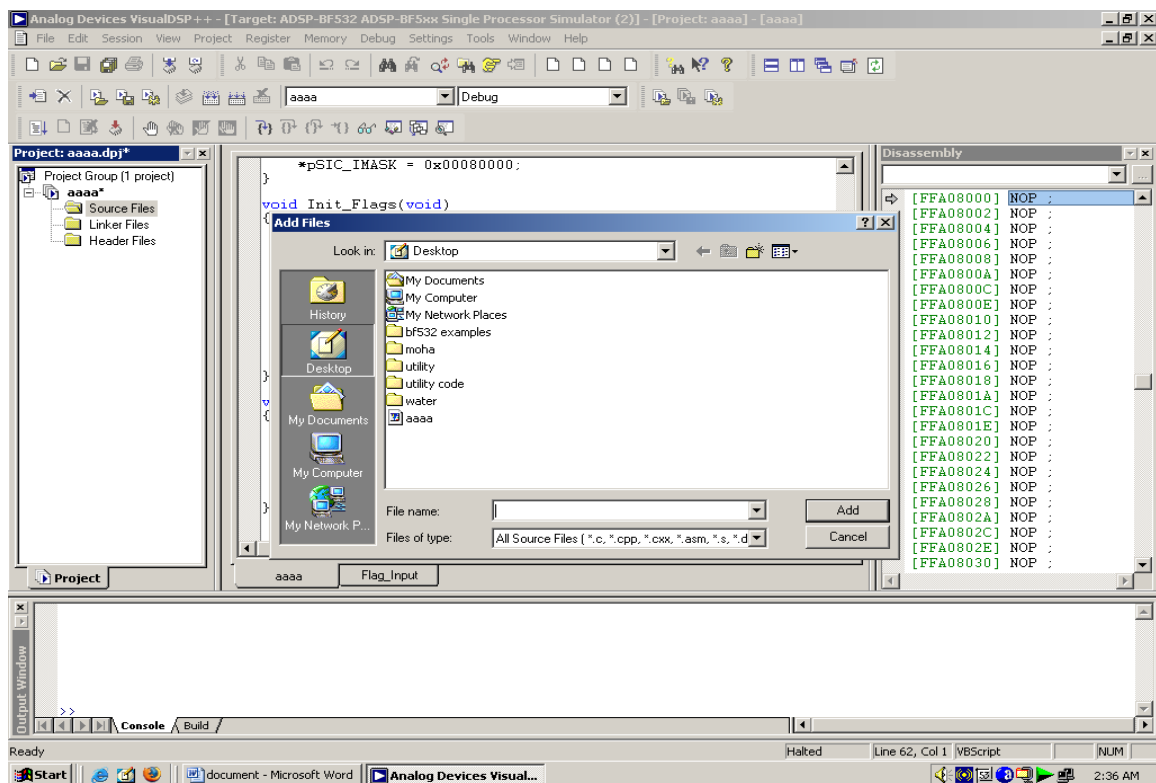 Analog Devices VisualDSP++ - [Target: ADSP-BF532 ADSP-BF5xx Single Processor Simulator (2)] - [Project: aaaa] - [aaaa]
File Edit Session View Project Register Memory Debug Settings Tools Window Help
aaaa
Debug
Project: aaaa.dpj*
Project Group (1 project)
aaaa*
Source Files
Linker Files
Header Files
Project
*pSIC_IMASK = 0x00080000;
}
void Init_Flags(void)
{
}
v
{
}
Add Files
Look in:
Desktop
History
Desktop
My Documents
My Computer
My Network P...
My Documents
My Computer
My Network Places
bf532 examples
moha
utility
utility code
water
aaaa
File name:
Add
Files of type:
All Source Files ( *.c, *.cpp, *.cxx, *.asm, *.s, *.d
Cancel
aaaa
Flag_Input
Disassembly
[FFA08000] NOP ;
[FFA08002] NOP ;
[FFA08004] NOP ;
[FFA08006] NOP ;
[FFA08008] NOP ;
[FFA0800A] NOP ;
[FFA0800C] NOP ;
[FFA0800E] NOP ;
[FFA08010] NOP ;
[FFA08012] NOP ;
[FFA08014] NOP ;
[FFA08016] NOP ;
[FFA08018] NOP ;
[FFA0801A] NOP ;
[FFA0801C] NOP ;
[FFA0801E] NOP ;
[FFA08020] NOP ;
[FFA08022] NOP ;
[FFA08024] NOP ;
[FFA08026] NOP ;
[FFA08028] NOP ;
[FFA0802A] NOP ;
[FFA0802C] NOP ;
[FFA0802E] NOP ;
[FFA08030] NOP ;
Output Window
>>
Console
Build
Ready
Halted
Line 62, Col 1
VBScript
NUM
Start
document - Microsoft Word
Analog Devices Visual...
2:36 AM